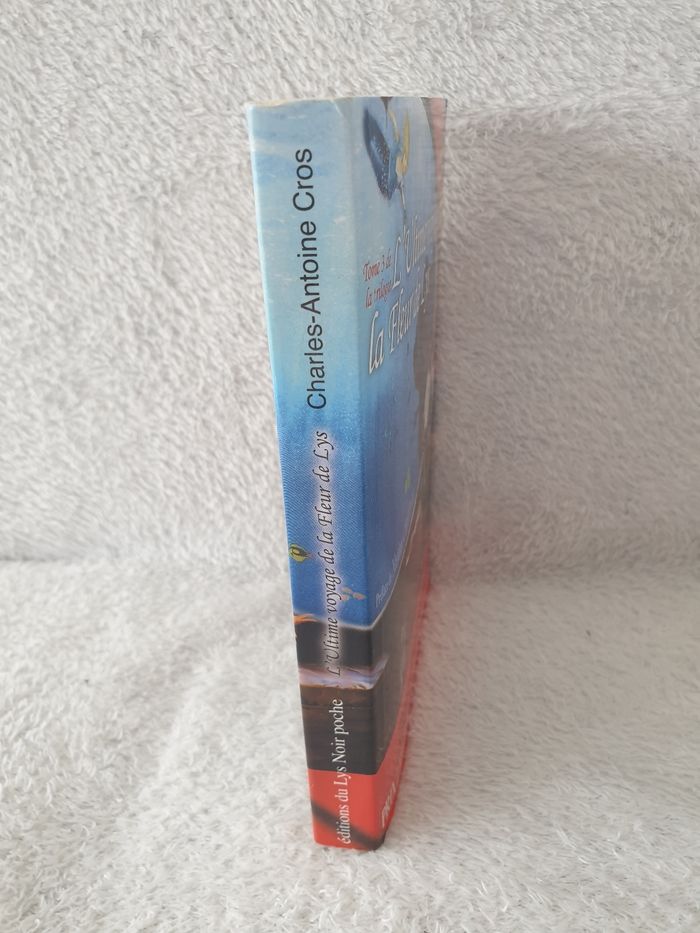 Charles-Antoine Cros
L'Ultime voyage de la Fleur de Lys
éditions du Lys Noir poche
Tome 3 de
la trilogie
L'Ultime
la Fleur de